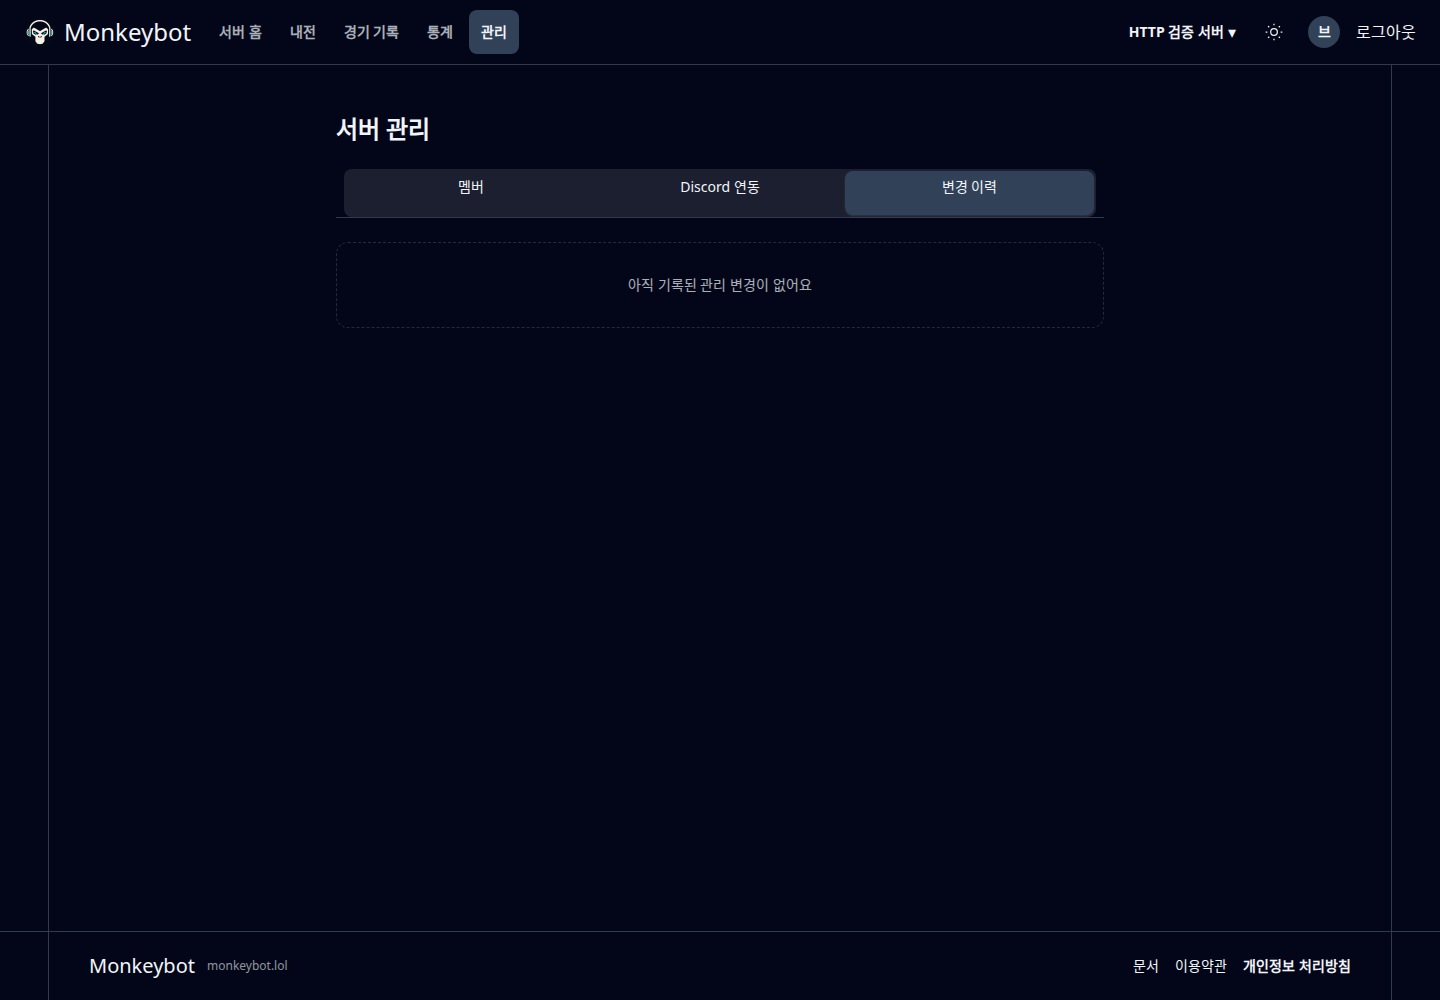 Monkeybot
서버 홈
내전
경기 기록
통계
관리
HTTP 검증 서버 ▾
브
로그아웃
서버 관리
멤버
Discord 연동
변경 이력
아직 기록된 관리 변경이 없어요
Monkeybot
monkeybot.lol
문서
이용약관
개인정보 처리방침